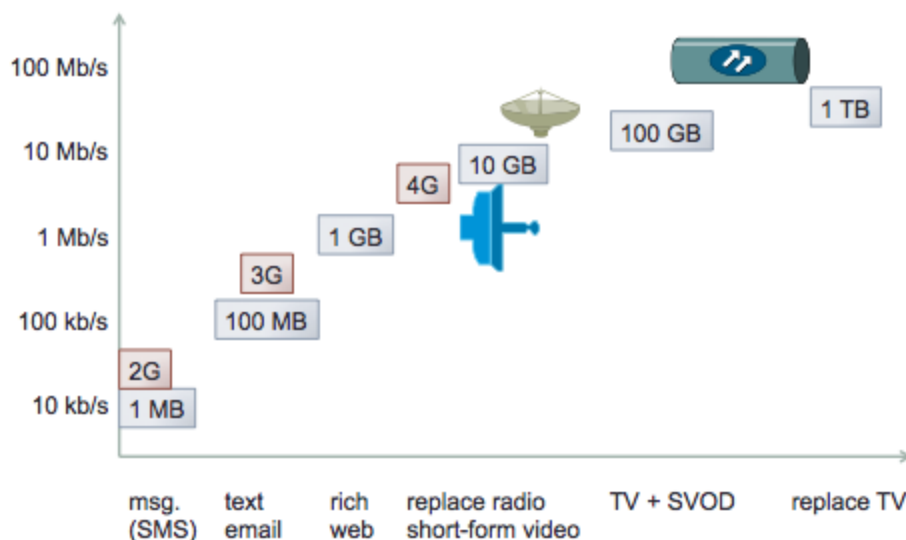 100 Mb/s
1 TB
100 GB
10 Mb/s
10 GB
4G
1 Mb/s
1 GB
3G
100 kb/s
100 MB
2G
10 kb/s
1 MB
msg.
(SMS)
text
email
rich
web
replace radio
short-form video
TV + SVOD
replace TV